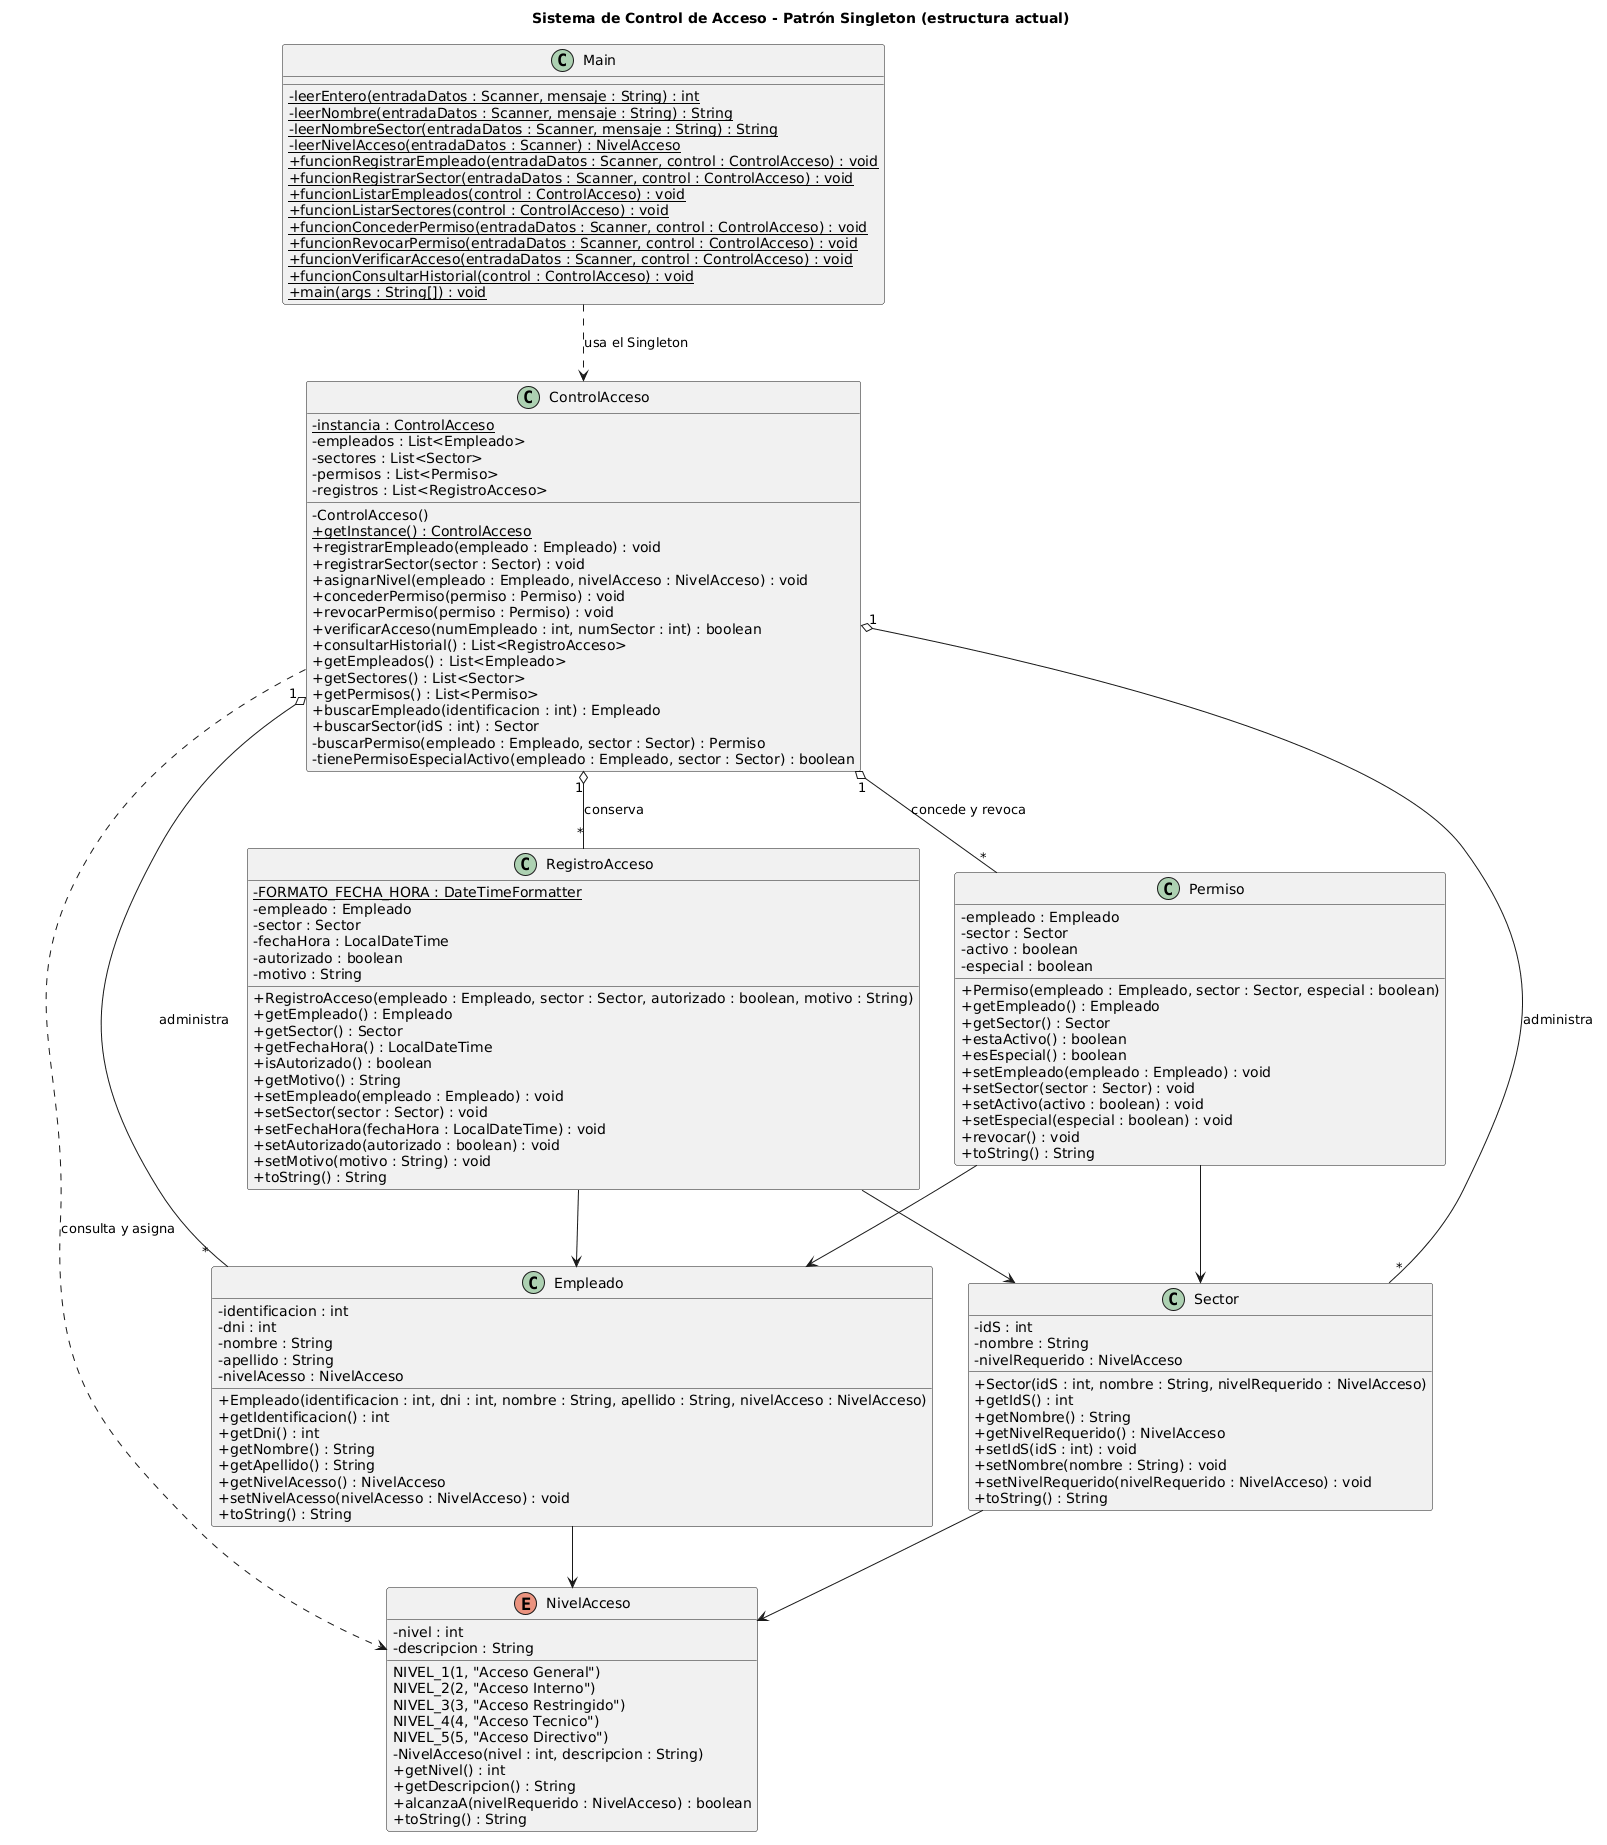 Sistema de Control de Acceso - Patrón Singleton (estructura actual)
C Main
-leerEntero(entradaDatos : Scanner, mensaje : String) : int
-leerNombre(entradaDatos : Scanner, mensaje : String) : String
-leerNombreSector(entradaDatos : Scanner, mensaje : String) : String
-leerNivelAcceso(entradaDatos : Scanner) : NivelAcceso
+funcionRegistrarEmpleado(entradaDatos : Scanner, control : ControlAcceso) : void
+funcionRegistrarSector(entradaDatos : Scanner, control : ControlAcceso) : void
+funcionListarEmpleados(control : ControlAcceso) : void
+funcionListarSectores(control : ControlAcceso) : void
+funcionConcederPermiso(entradaDatos : Scanner, control : ControlAcceso) : void
+funcionRevocarPermiso(entradaDatos : Scanner, control : ControlAcceso) : void
+funcionVerificarAcceso(entradaDatos : Scanner, control : ControlAcceso) : void
+funcionConsultarHistorial(control : ControlAcceso) : void
+main(args : String[]) : void
usa el Singleton
C ControlAcceso
-instancia : ControlAcceso
-empleados : List<Empleado>
-sectores : List<Sector>
-permisos : List<Permiso>
-registros : List<RegistroAcceso>
-ControlAcceso()
+getInstance() : ControlAcceso
+registrarEmpleado(empleado : Empleado) : void
+registrarSector(sector : Sector) : void
+asignarNivel(empleado : Empleado, nivelAcceso : NivelAcceso) : void
+concederPermiso(permiso : Permiso) : void
+revocarPermiso(permiso : Permiso) : void
+verificarAcceso(numEmpleado : int, numSector : int) : boolean
+consultarHistorial() : List<RegistroAcceso>
+getEmpleados() : List<Empleado>
+getSectores() : List<Sector>
+getPermisos() : List<Permiso>
+buscarEmpleado(identificacion : int) : Empleado
+buscarSector(idS : int) : Sector
-buscarPermiso(empleado : Empleado, sector : Sector) : Permiso
-tienePermisoEspecialActivo(empleado : Empleado, sector : Sector) : boolean
1
1
1
1
conserva
concede y revoca
*
*
C RegistroAcceso
-FORMATO_FECHA_HORA : DateTimeFormatter
-empleado : Empleado
-sector : Sector
-fechaHora : LocalDateTime
-autorizado : boolean
-motivo : String
+RegistroAcceso(empleado : Empleado, sector : Sector, autorizado : boolean, motivo : String)
+getEmpleado() : Empleado
+getSector() : Sector
+getFechaHora() : LocalDateTime
+isAutorizado() : boolean
+getMotivo() : String
+setEmpleado(empleado : Empleado) : void
+setSector(sector : Sector) : void
+setFechaHora(fechaHora : LocalDateTime) : void
+setAutorizado(autorizado : boolean) : void
+setMotivo(motivo : String) : void
+toString() : String
C Permiso
-empleado : Empleado
-sector : Sector
-activo : boolean
-especial : boolean
+Permiso(empleado : Empleado, sector : Sector, especial : boolean)
+getEmpleado() : Empleado
+getSector() : Sector
+estaActivo() : boolean
+esEspecial() : boolean
+setEmpleado(empleado : Empleado) : void
+setSector(sector : Sector) : void
+setActivo(activo : boolean) : void
+setEspecial(especial : boolean) : void
+revocar() : void
+toString() : String
administra
administra
consulta y asigna
*
*
C Empleado
-identificacion : int
-dni : int
-nombre : String
-apellido : String
-nivelAcesso : NivelAcceso
+Empleado(identificacion : int, dni : int, nombre : String, apellido : String, nivelAcceso : NivelAcceso)
+getIdentificacion() : int
+getDni() : int
+getNombre() : String
+getApellido() : String
+getNivelAcesso() : NivelAcceso
+setNivelAcesso(nivelAcesso : NivelAcceso) : void
+toString() : String
C Sector
-idS : int
-nombre : String
-nivelRequerido : NivelAcceso
+Sector(idS : int, nombre : String, nivelRequerido : NivelAcceso)
+getIdS() : int
+getNombre() : String
+getNivelRequerido() : NivelAcceso
+setIdS(idS : int) : void
+setNombre(nombre : String) : void
+setNivelRequerido(nivelRequerido : NivelAcceso) : void
+toString() : String
E NivelAcceso
-nivel : int
-descripcion : String
NIVEL_1(1, "Acceso General")
NIVEL_2(2, "Acceso Interno")
NIVEL_3(3, "Acceso Restringido")
NIVEL_4(4, "Acceso Tecnico")
NIVEL_5(5, "Acceso Directivo")
-NivelAcceso(nivel : int, descripcion : String)
+getNivel() : int
+getDescripcion() : String
+alcanzaA(nivelRequerido : NivelAcceso) : boolean
+toString() : String